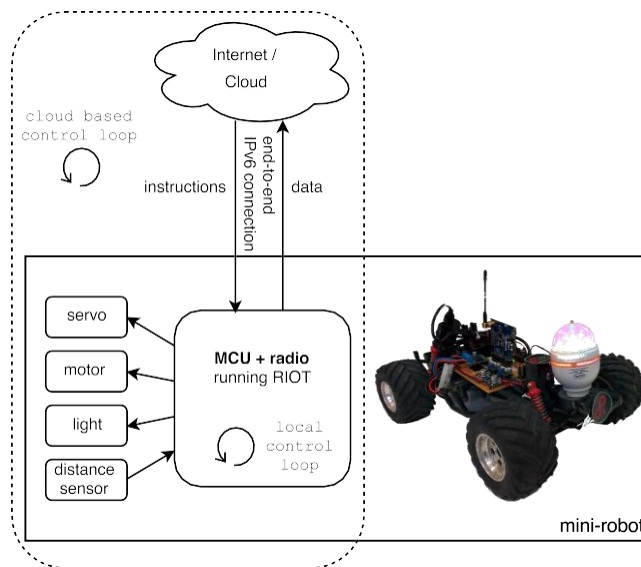 Internet /
Cloud
cloud based
control loop
instructions
end-to-end
IPv6 connection
data
servo
motor
light
distance
sensor
MCU + radio
running RIOT
local
control
loop
mini-robot